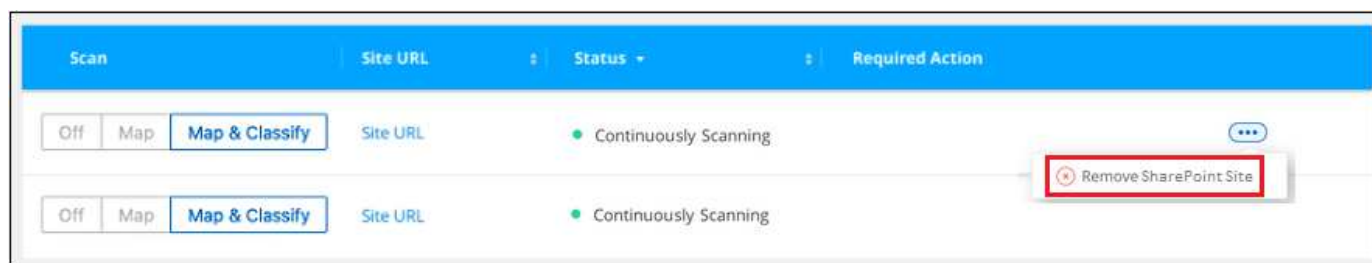 Scan Site URL Status Required Action
Off Map Map & Classify Site URL Continuously Scanning
Remove SharePoint Site
Off Map Map & Classify Site URL Continuously Scanning